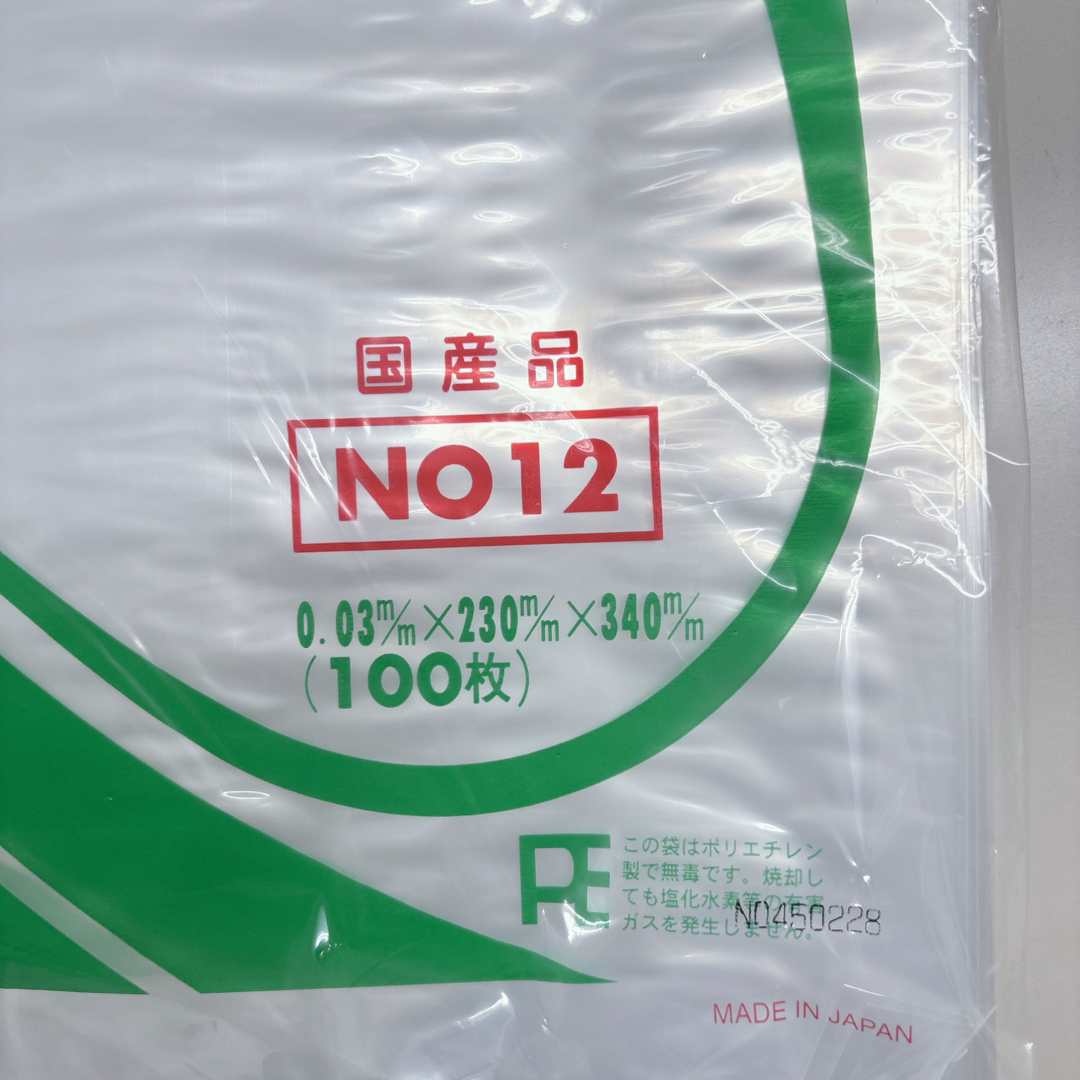 国産品
NO12
0.03m/m×230m/m×340m/m
(100枚)
PE
この袋はポリエチレン
製で無毒です。焼却し
ても塩化水素等の有害
ガスを発生しません。
NO450228
MADE IN JAPAN